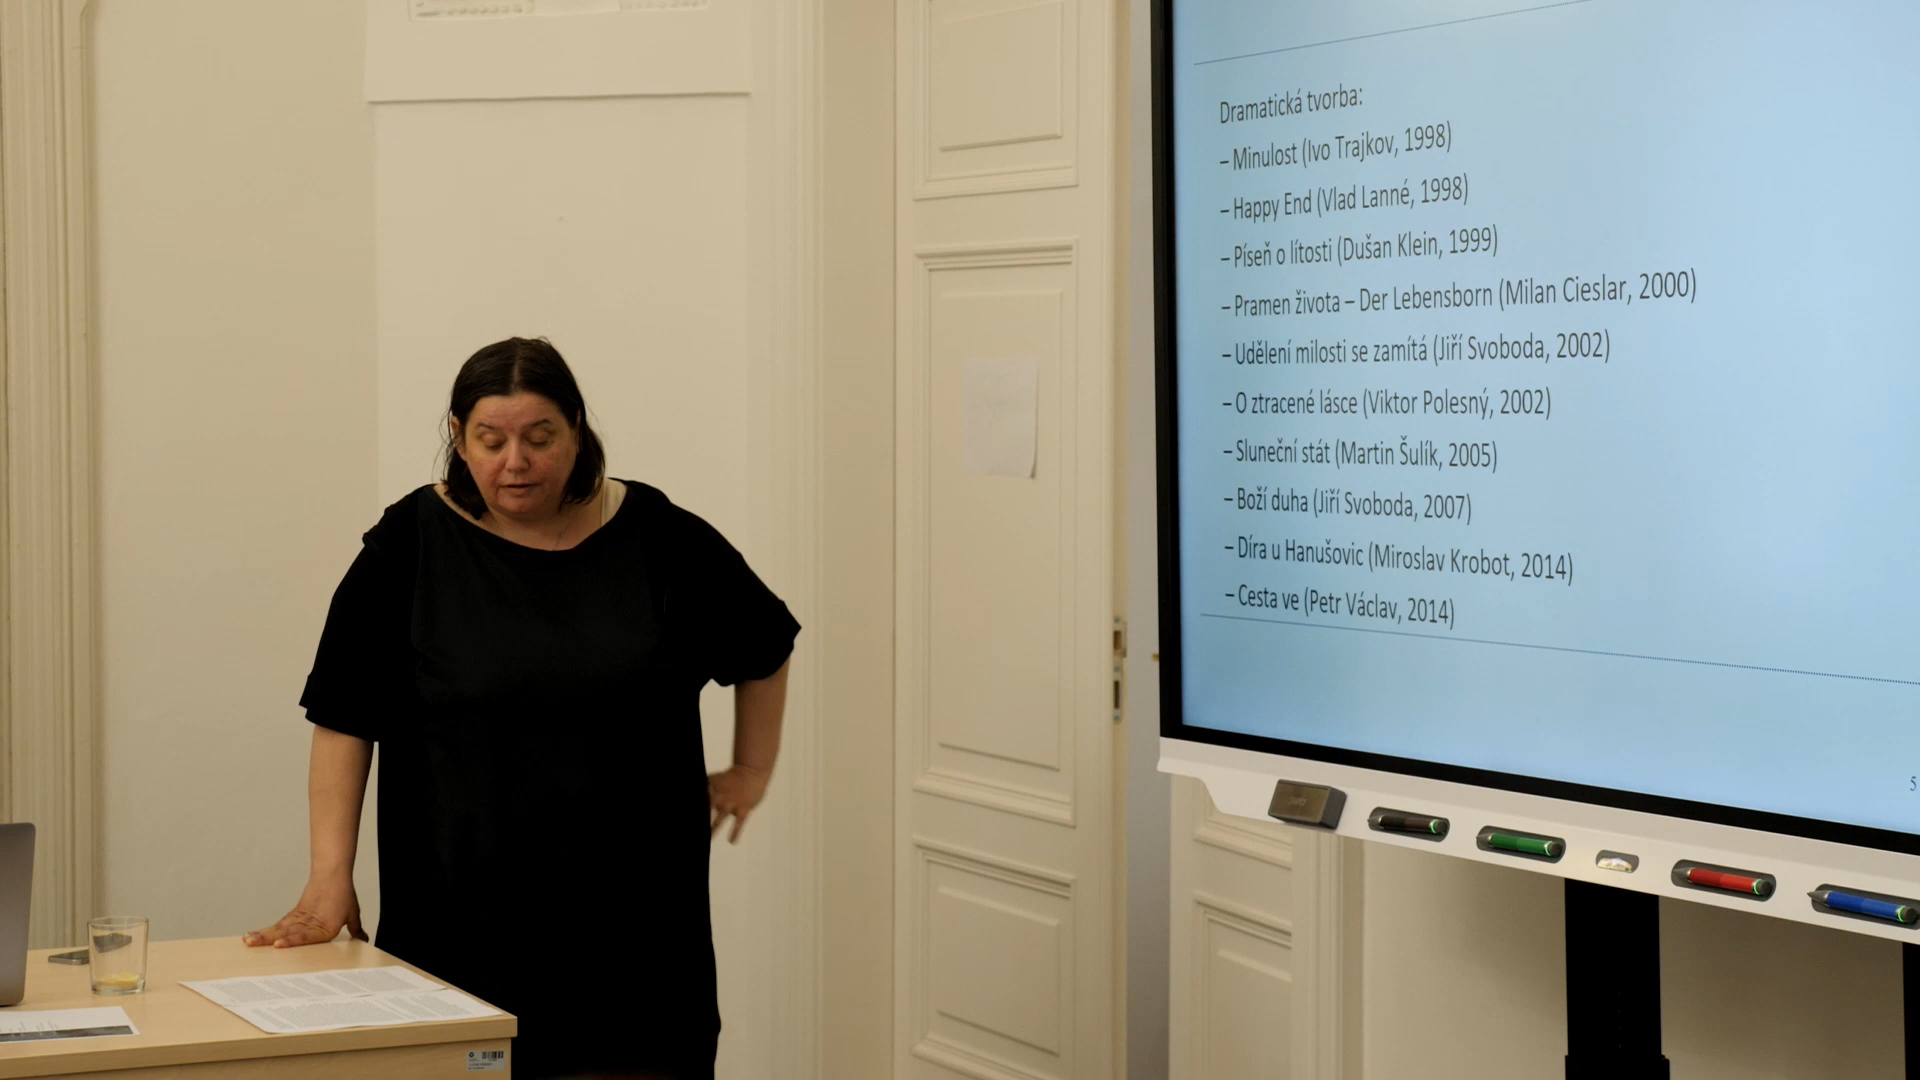 Dramatická tvorba:
– Minulost (Ivo Trajkov, 1998)
– Happy End (Vlad Lanné, 1998)
– Píseň o lítosti (Dušan Klein, 1999)
– Pramen života – Der Lebensborn (Milan Cieslar, 2000)
– Udělení milosti se zamítá (Jiří Svoboda, 2002)
– O ztracené lásce (Viktor Polesný, 2002)
– Sluneční stát (Martin Šulík, 2005)
– Boží duha (Jiří Svoboda, 2007)
– Díra u Hanušovic (Miroslav Krobot, 2014)
– Cesta ve (Petr Václav, 2014)
5